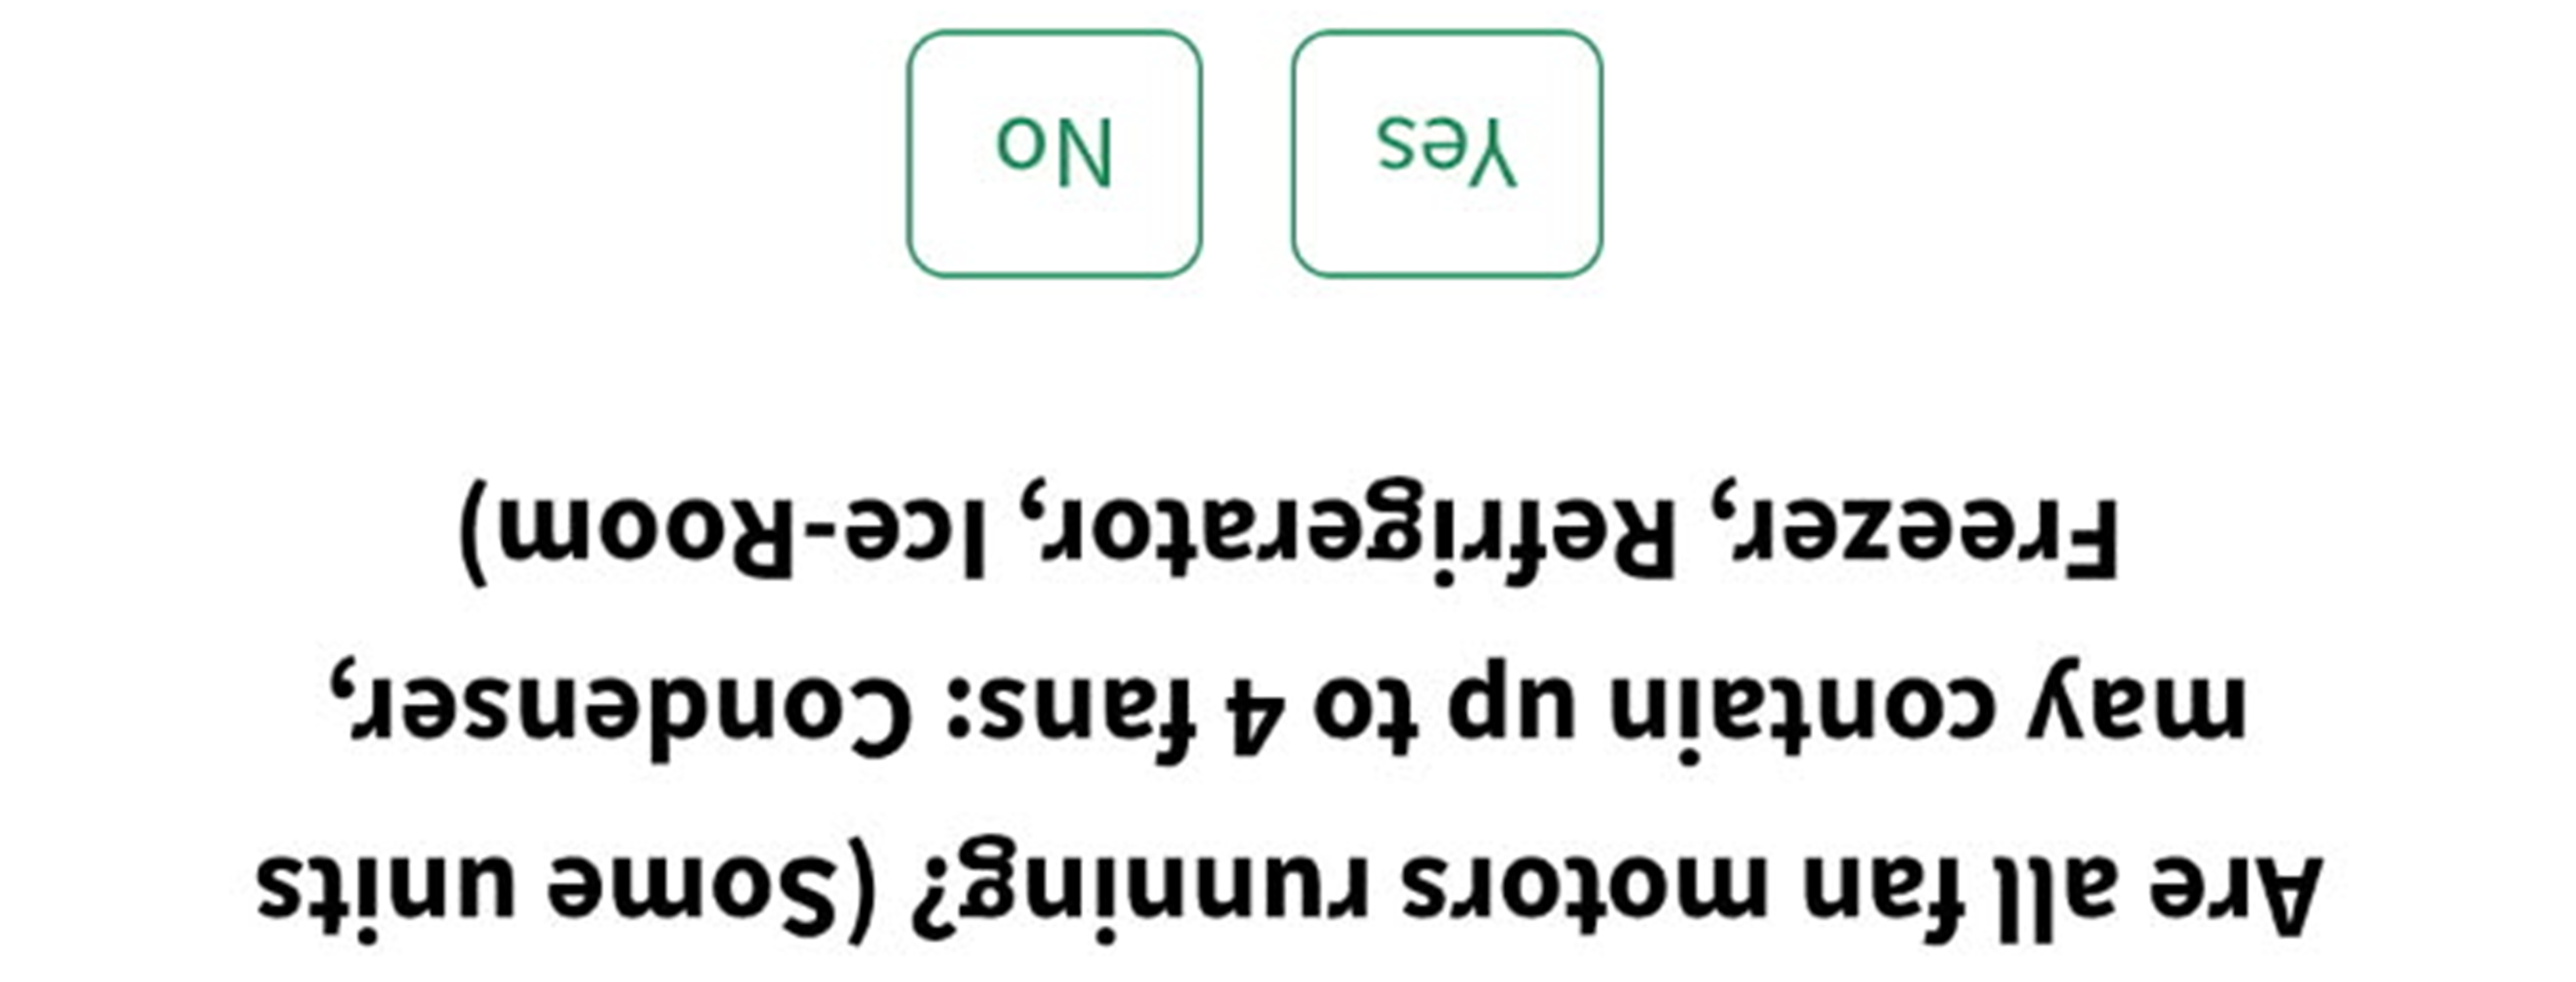 Are all fan motors running? (Some units
may contain up to 4 fans: Condenser,
Freezer, Refrigerator, Ice-Room)
Yes
No